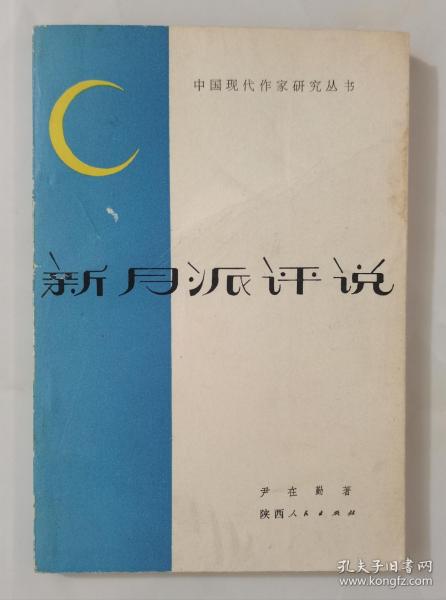 中国现代作家研究丛书
新月派评说
尹在勤著
陕西人民出版社
孔夫子旧书网
www.kongfz.com